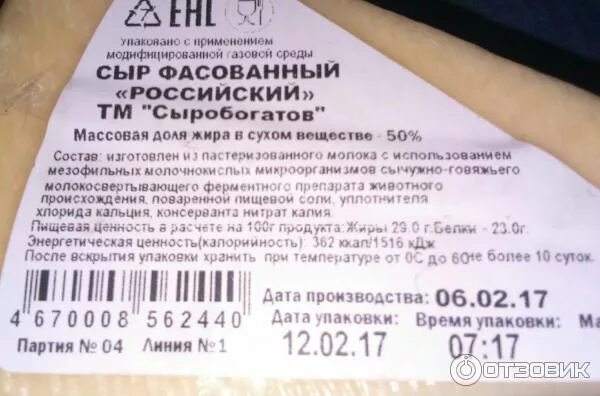 ЕАС
Упаковано с применением
модифицированной газовой среды
СЫР ФАСОВАННЫЙ
«РОССИЙСКИЙ»
ТМ "Сыробогатов"
Массовая доля жира в сухом веществе - 50%
Состав: изготовлен из пастеризованного молока с использованием
мезофильных молочнокислых микроорганизмов сычужно-говяжьего
молокосвертывающего ферментного препарата животного
происхождения, поваренной пищевой соли, уплотнителя
хлорида кальция, консерванта нитрат калия.
Пищевая ценность в расчете на 100г продукта:Жиры 29.0 г.Белки - 23.0г.
Энергетическая ценность(калорийность): 362 ккал/1516 кДж
После вскрытия упаковки хранить при температуре от 0С до 60не более 10 суток.
Дата производства: 06.02.17
4 670008 562440
Дата упаковки: Время упаковки: Ма
Партия № 04 Линия №1 12.02.17 07:17
ОТЗОВИК